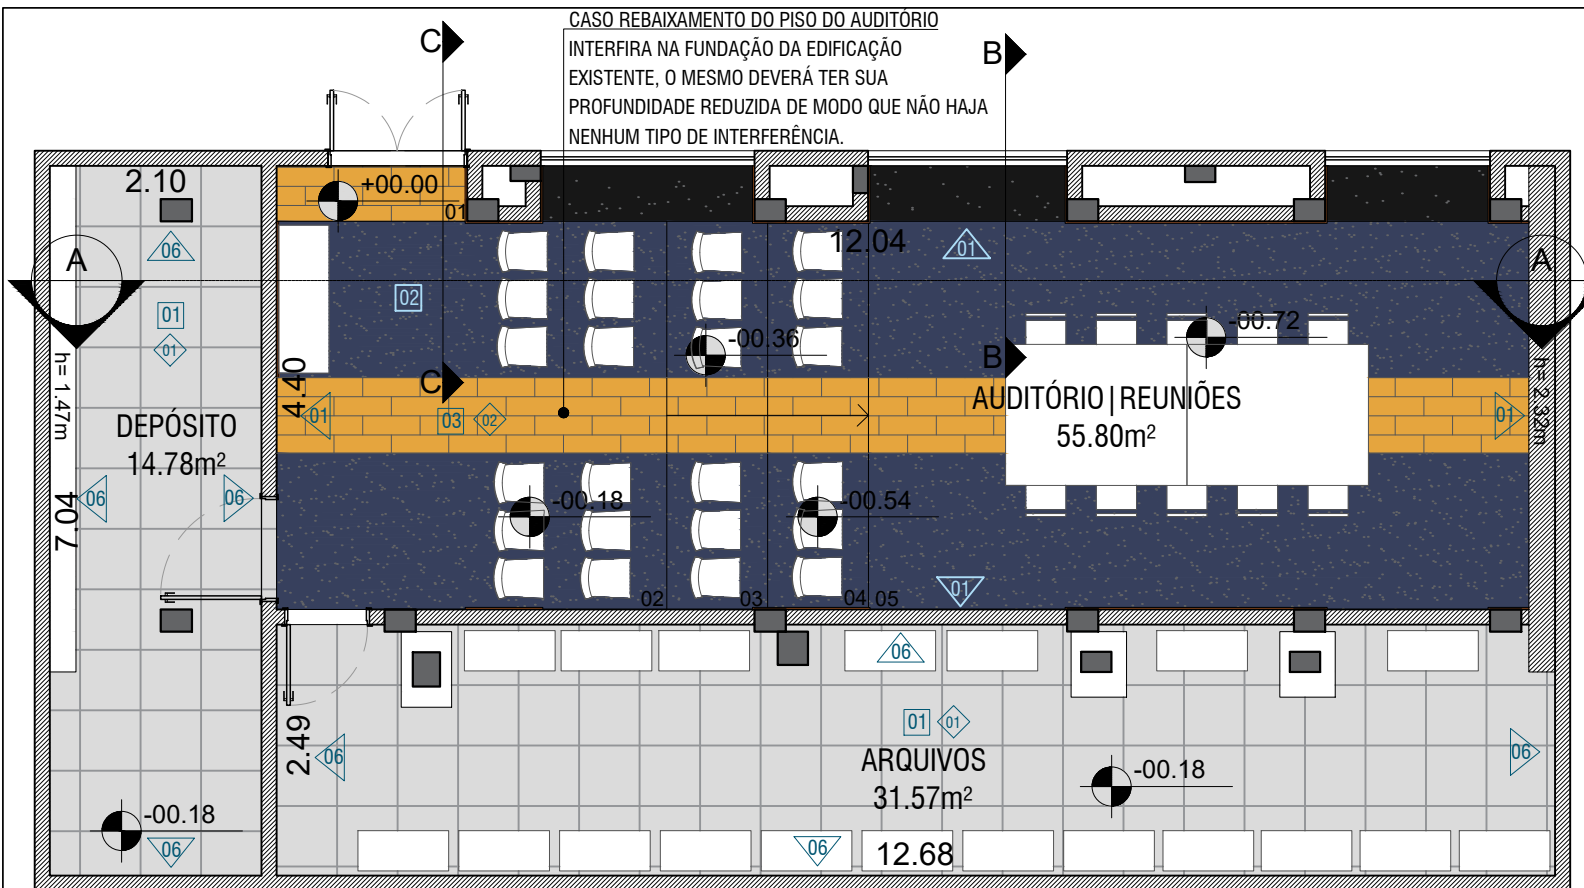 CASO REBAIXAMENTO DO PISO DO AUDITÓRIO
INTERFIRA NA FUNDAÇÃO DA EDIFICAÇÃO
EXISTENTE, O MESMO DEVERÁ TER SUA
PROFUNDIDADE REDUZIDA DE MODO QUE NÃO HAJA
NENHUM TIPO DE INTERFERÊNCIA.
C
B
2.10
+00.00
01
06
A
12.04
01
A
01
02
01
-00.36
-00.72
h= 1.47m
4.40
C
B
h= 2.32m
DEPÓSITO
14.78m²
01
03
02
AUDITÓRIO | REUNIÕES
55.80m²
01
06
06
7.04
-00.18
-00.54
02
03
04
05
01
06
2.49
01
01
06
06
ARQUIVOS
31.57m²
-00.18
-00.18
06
06
12.68